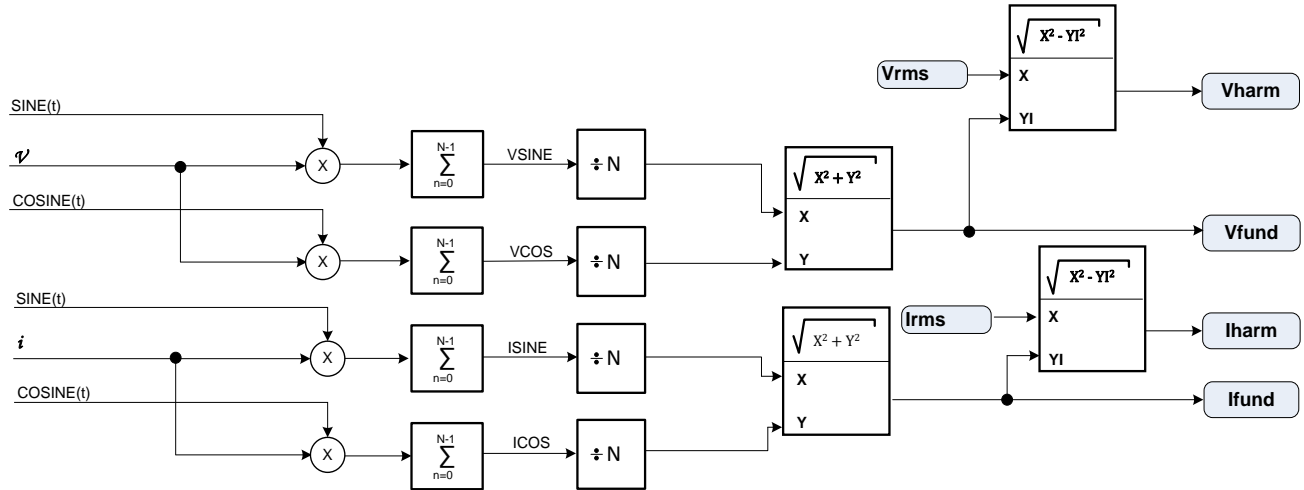 √X² - YI²
Vrms
X
YI
Vharm
SINE(t)
𝓋
X
N-1
∑
n=0
VSINE
÷ N
√X² + Y²
X
Y
COSINE(t)
X
N-1
∑
n=0
VCOS
÷ N
Vfund
√X² - YI²
Irms
X
YI
Iharm
SINE(t)
i
X
N-1
∑
n=0
ISINE
÷ N
√X² + Y²
X
Y
Ifund
COSINE(t)
X
N-1
∑
n=0
ICOS
÷ N